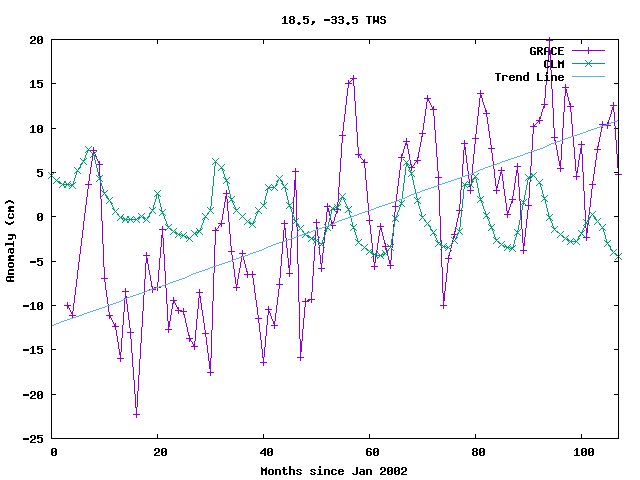 18.5, -33.5 TWS
GRACE
CLM
Trend Line
20
15
10
5
0
-5
-10
-15
-20
-25
Anomaly (cm)
0 20 40 60 80 100
Months since Jan 2002